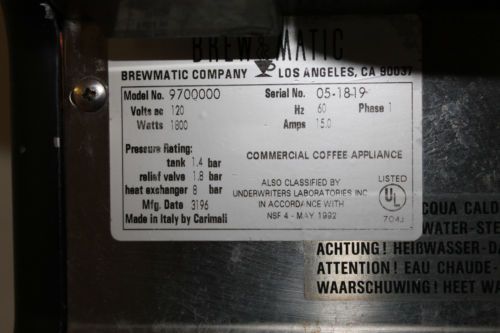 BREWMATIC
BREWMATIC COMPANY LOS ANGELES, CA 90037
Model No. 9700000 Serial No. 05-1819
Volts ac 120 Hz 60 Phase 1
Watts 1800 Amps 15.0
Pressure Rating:
tank 1.4 bar
relief valve 1.8 bar
heat exchanger 8 bar
Mfg. Date 3196
Made in Italy by Carimali
COMMERCIAL COFFEE APPLIANCE
ALSO CLASSIFIED BY
UNDERWRITERS LABORATORIES INC
IN ACCORDANCE WITH
NSF 4 - MAY 1992
LISTED
UL
704J
ACQUA CALD
WATER-STE
ACHTUNG! HEIßWASSER-DA
ATTENTION! EAU CHAUDE-
WAARSCHUWING! HEET WA